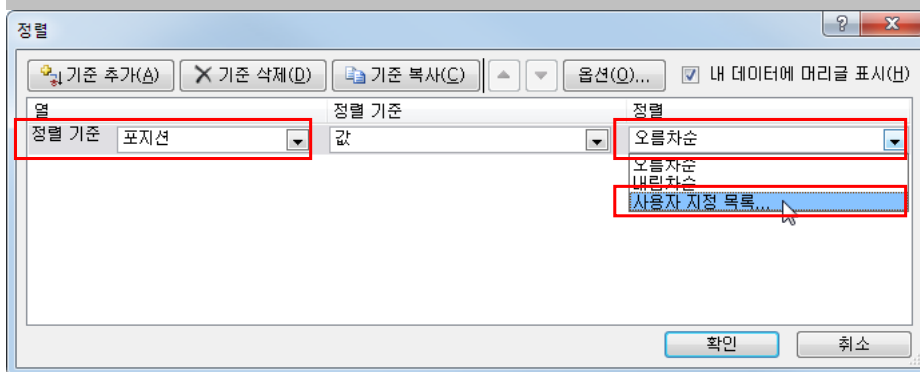 정렬
기준 추가(A) 기준 삭제(D) 기준 복사(C) 옵션(O)... 내 데이터에 머리글 표시(H)
열 정렬 기준 정렬
정렬 기준 포지션 값 오름차순
오름차순
내림차순
사용자 지정 목록...
확인 취소